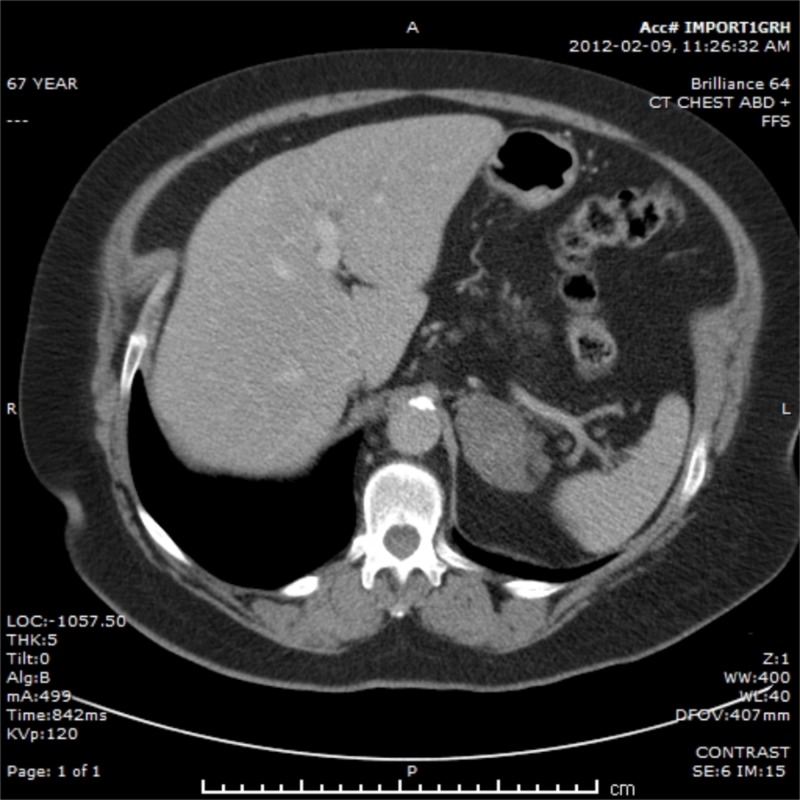 A
Acc# IMPORT1GRH
2012-02-09, 11:26:32 AM
67 YEAR
Brilliance 64
CT CHEST ABD +
---
FFS
R
L
LOC:-1057.50
THK:5
Tilt:0
Alg:B
mA:499
Time:842ms
KVp:120
Page: 1 of 1
Z:1
WW:400
WL:40
DFOV:407mm
CONTRAST
SE:6 IM:15
P
cm